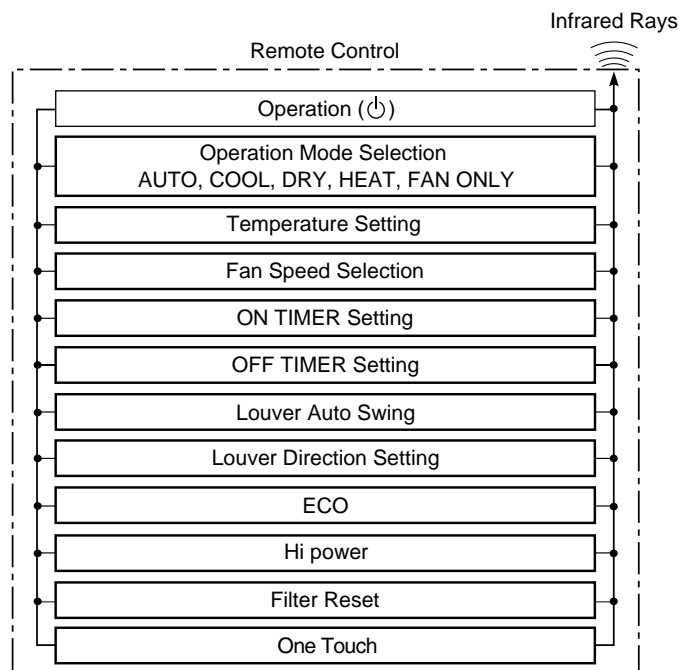 Infrared Rays
Remote Control
Operation (⏻)
Operation Mode Selection
AUTO, COOL, DRY, HEAT, FAN ONLY
Temperature Setting
Fan Speed Selection
ON TIMER Setting
OFF TIMER Setting
Louver Auto Swing
Louver Direction Setting
ECO
Hi power
Filter Reset
One Touch